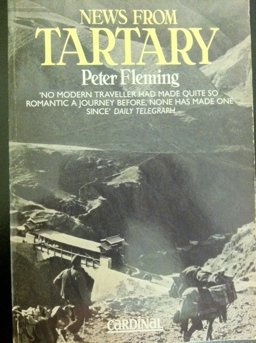 NEWS FROM
TARTARY
Peter Fleming
'NO MODERN TRAVELLER HAD MADE QUITE SO
ROMANTIC A JOURNEY BEFORE, NONE HAS MADE ONE
SINCE' DAILY TELEGRAPH
CARDINAL